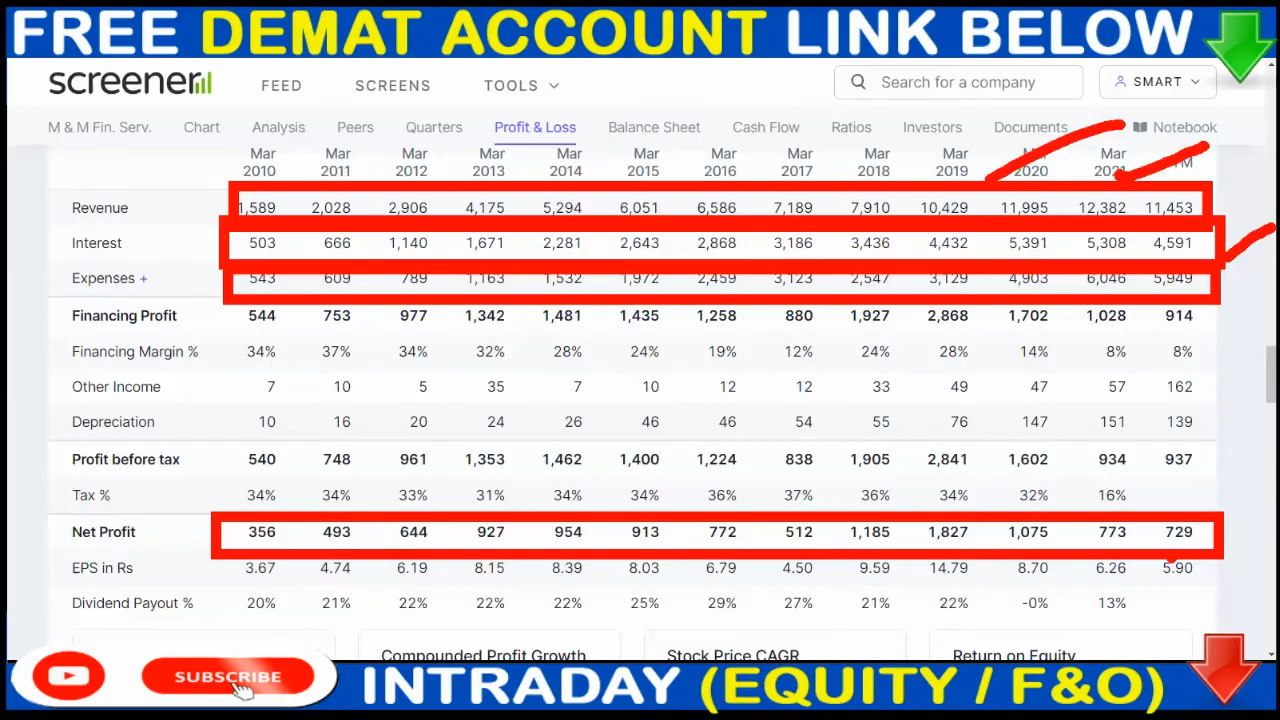 FREE DEMAT ACCOUNT LINK BELOW
screener FEED SCREENS TOOLS Search for a company SMART
M & M Fin. Serv. Chart Analysis Peers Quarters Profit & Loss Balance Sheet Cash Flow Ratios Investors Documents Notebook
Mar Mar Mar Mar Mar Mar Mar Mar Mar Mar Mar Mar
2010 2011 2012 2013 2014 2015 2016 2017 2018 2019 2020
Revenue 1,589 2,028 2,906 4,175 5,294 6,051 6,586 7,189 7,910 10,429 11,995 12,382 11,453
Interest 503 666 1,140 1,671 2,281 2,643 2,868 3,186 3,436 4,432 5,391 5,308 4,591
Expenses + 543 609 789 1,163 1,532 1,972 2,459 3,123 2,547 3,129 4,903 6,046 5,949
Financing Profit 544 753 977 1,342 1,481 1,435 1,258 880 1,927 2,868 1,702 1,028 914
Financing Margin % 34% 37% 34% 32% 28% 24% 19% 12% 24% 28% 14% 8% 8%
Other Income 7 10 5 35 7 10 12 12 33 49 47 57 162
Depreciation 10 16 20 24 26 46 46 54 55 76 147 151 139
Profit before tax 540 748 961 1,353 1,462 1,400 1,224 838 1,905 2,841 1,602 934 937
Tax % 34% 34% 33% 31% 34% 34% 36% 37% 36% 34% 32% 16%
Net Profit 356 493 644 927 954 913 772 512 1,185 1,827 1,075 773 729
EPS in Rs 3.67 4.74 6.19 8.15 8.39 8.03 6.79 4.50 9.59 14.79 8.70 6.26 5.90
Dividend Payout % 20% 21% 22% 22% 22% 25% 29% 27% 21% 22% -0% 13%
Compounded Profit Growth Stock Price CAGR Return on Equity
SUBSCRIBE INTRADAY (EQUITY / F&O)